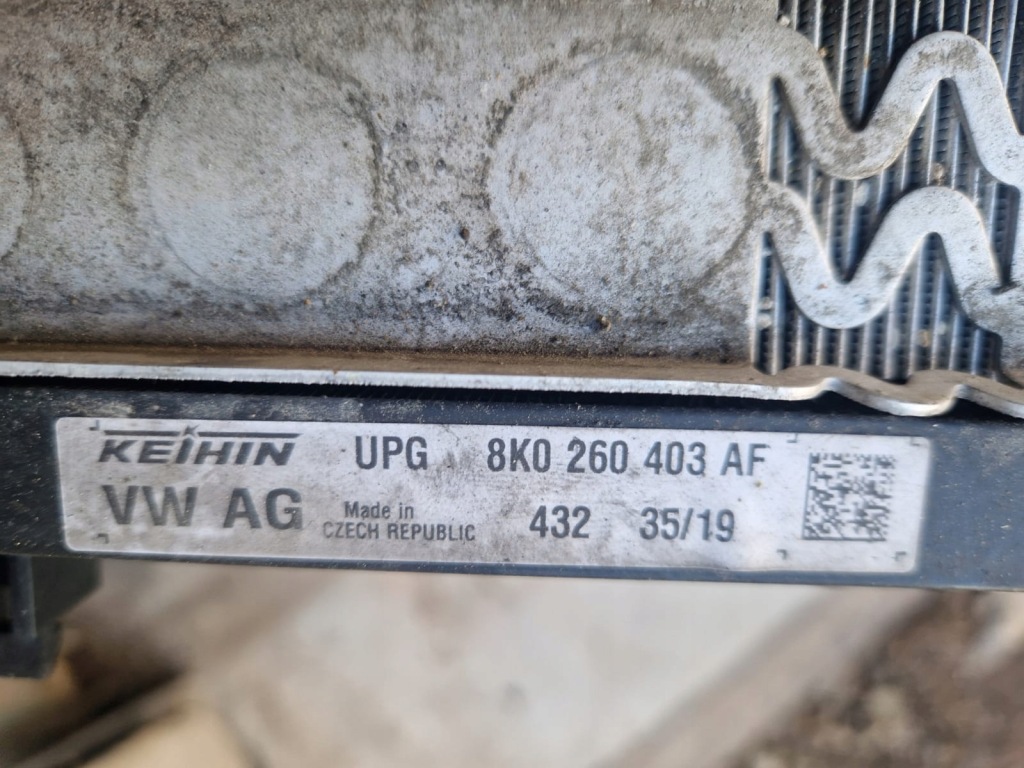 KEIHIN UPG 8K0 260 403 AF
VW AG Made in
CZECH REPUBLIC 432 35/19